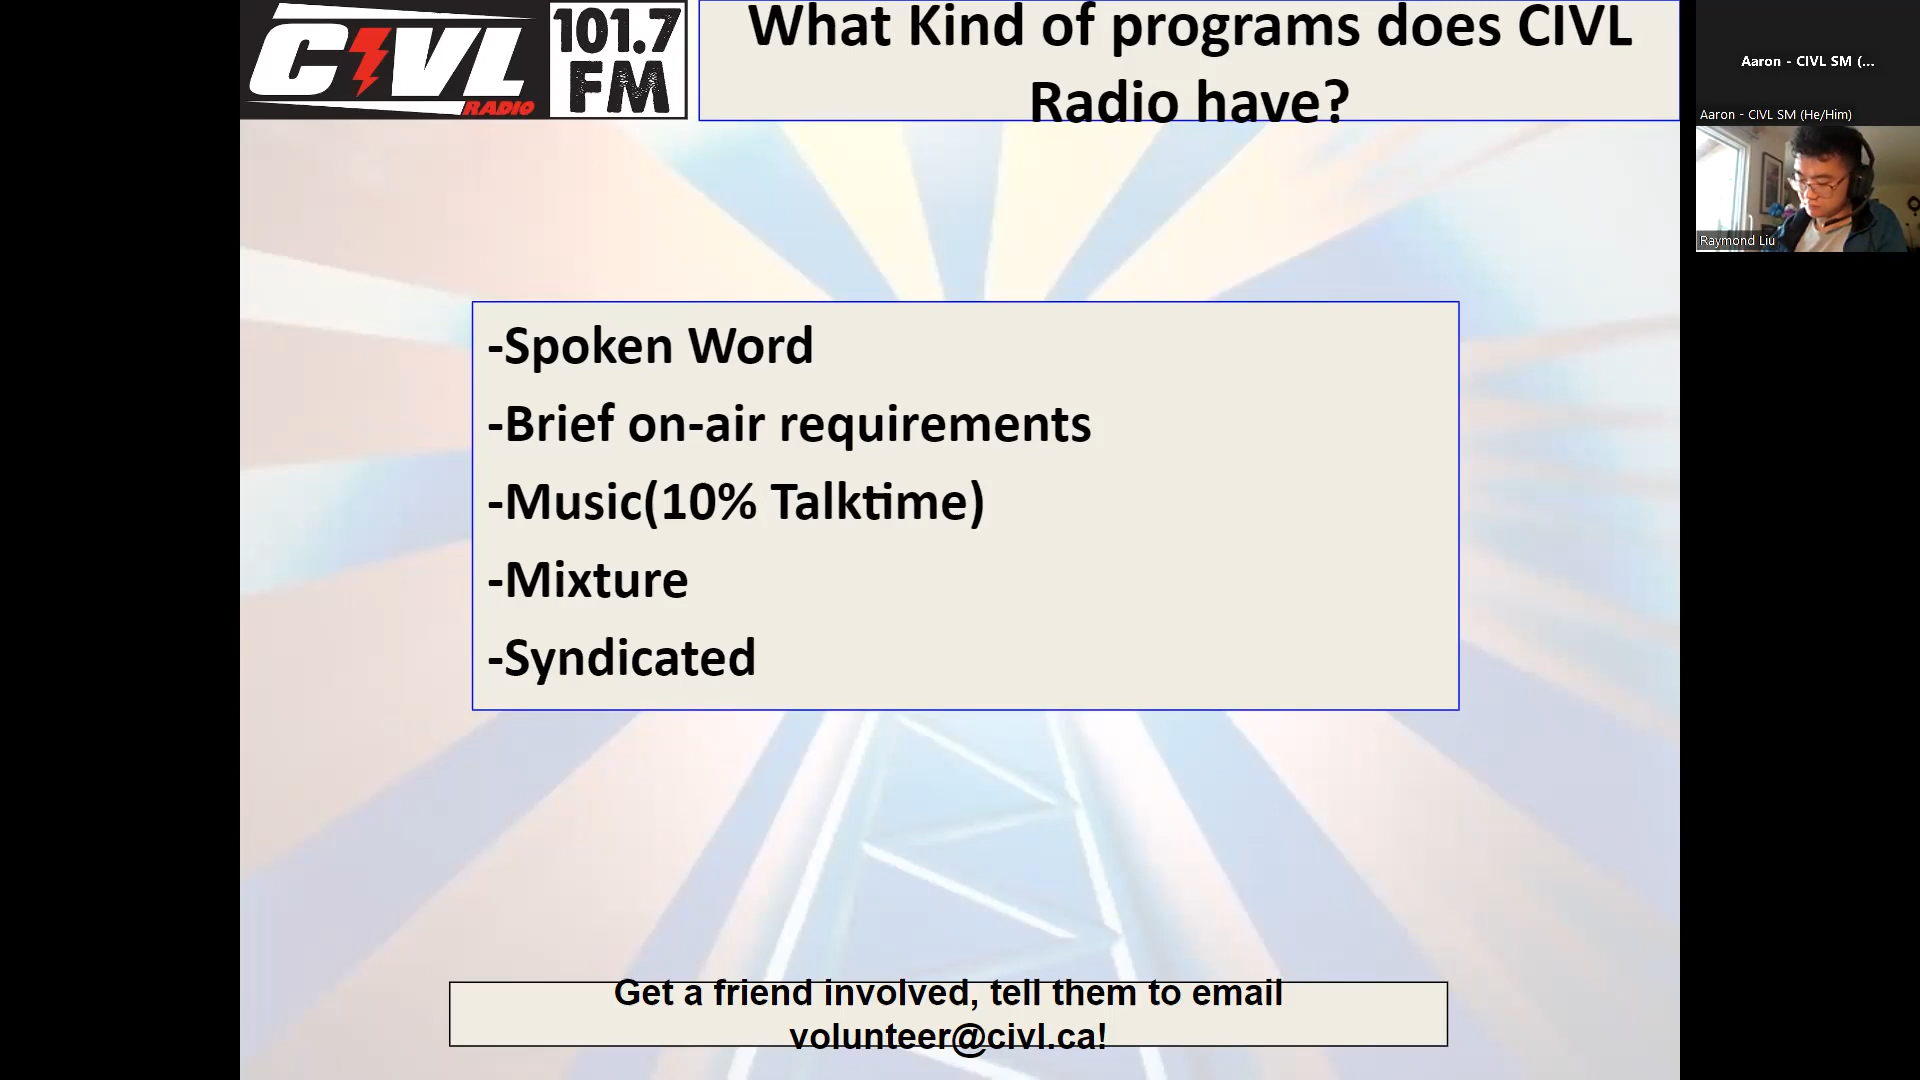 CIVL
RADIO
101.7
FM
What Kind of programs does CIVL
Radio have?
-Spoken Word
-Brief on-air requirements
-Music(10% Talktime)
-Mixture
-Syndicated
Get a friend involved, tell them to email
volunteer@civl.ca!
Aaron - CIVL SM (...
Aaron - CIVL SM (He/Him)
Raymond Liu